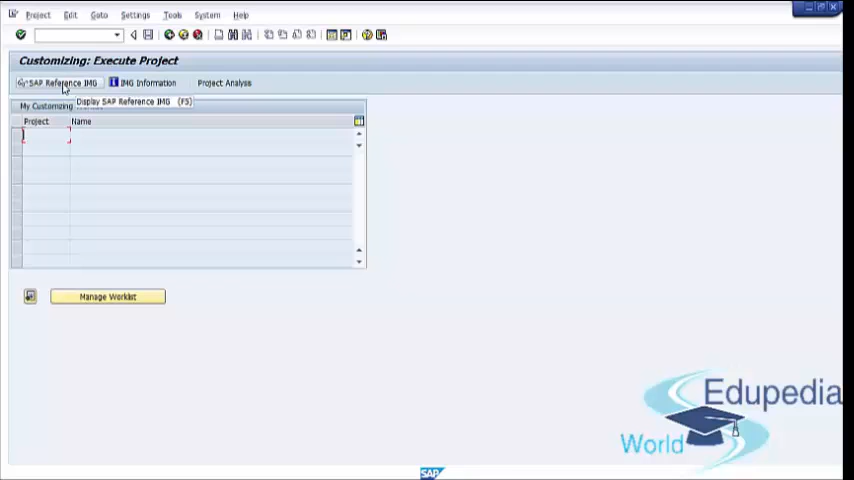 Project Edit Goto Settings Tools System Help
Customizing: Execute Project
SAP Reference IMG IMG Information Project Analysis
Display SAP Reference IMG (F5)
My Customizing
Project Name
Manage Worklist
Edupedia
World
SAP